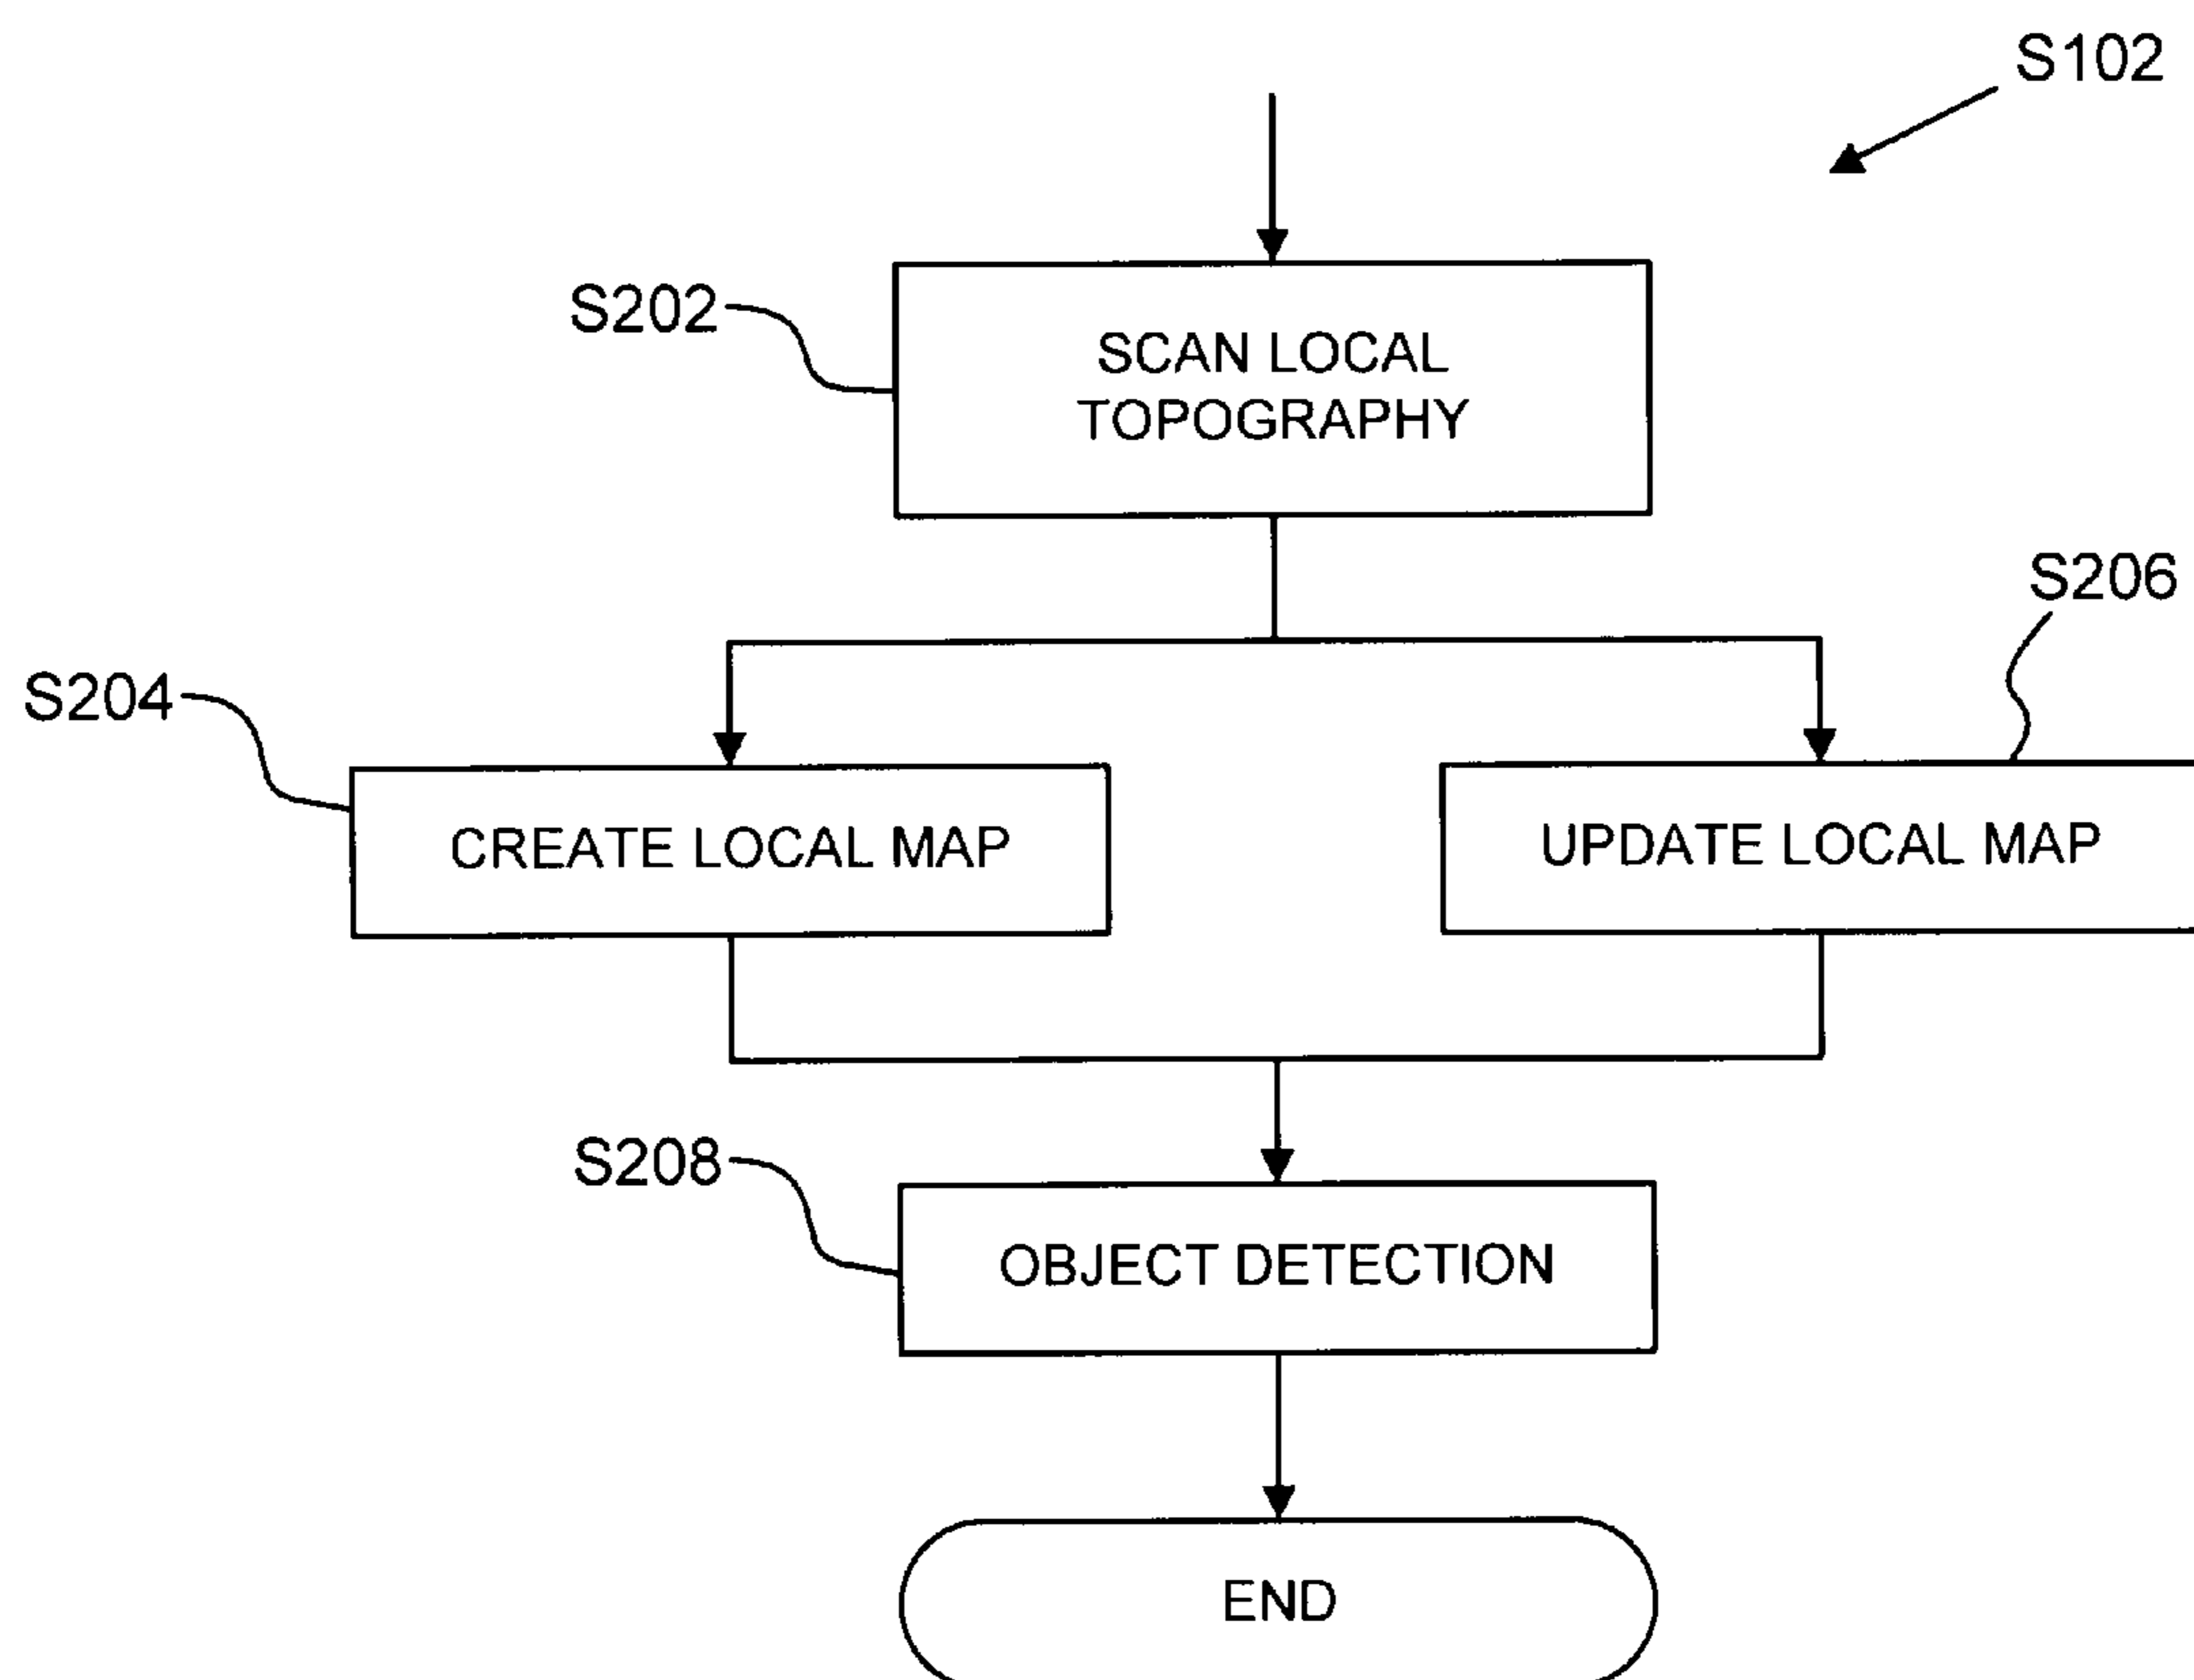 S102
S202
SCAN LOCAL
TOPOGRAPHY
S206
S204
CREATE LOCAL MAP
UPDATE LOCAL MAP
S208
OBJECT DETECTION
END